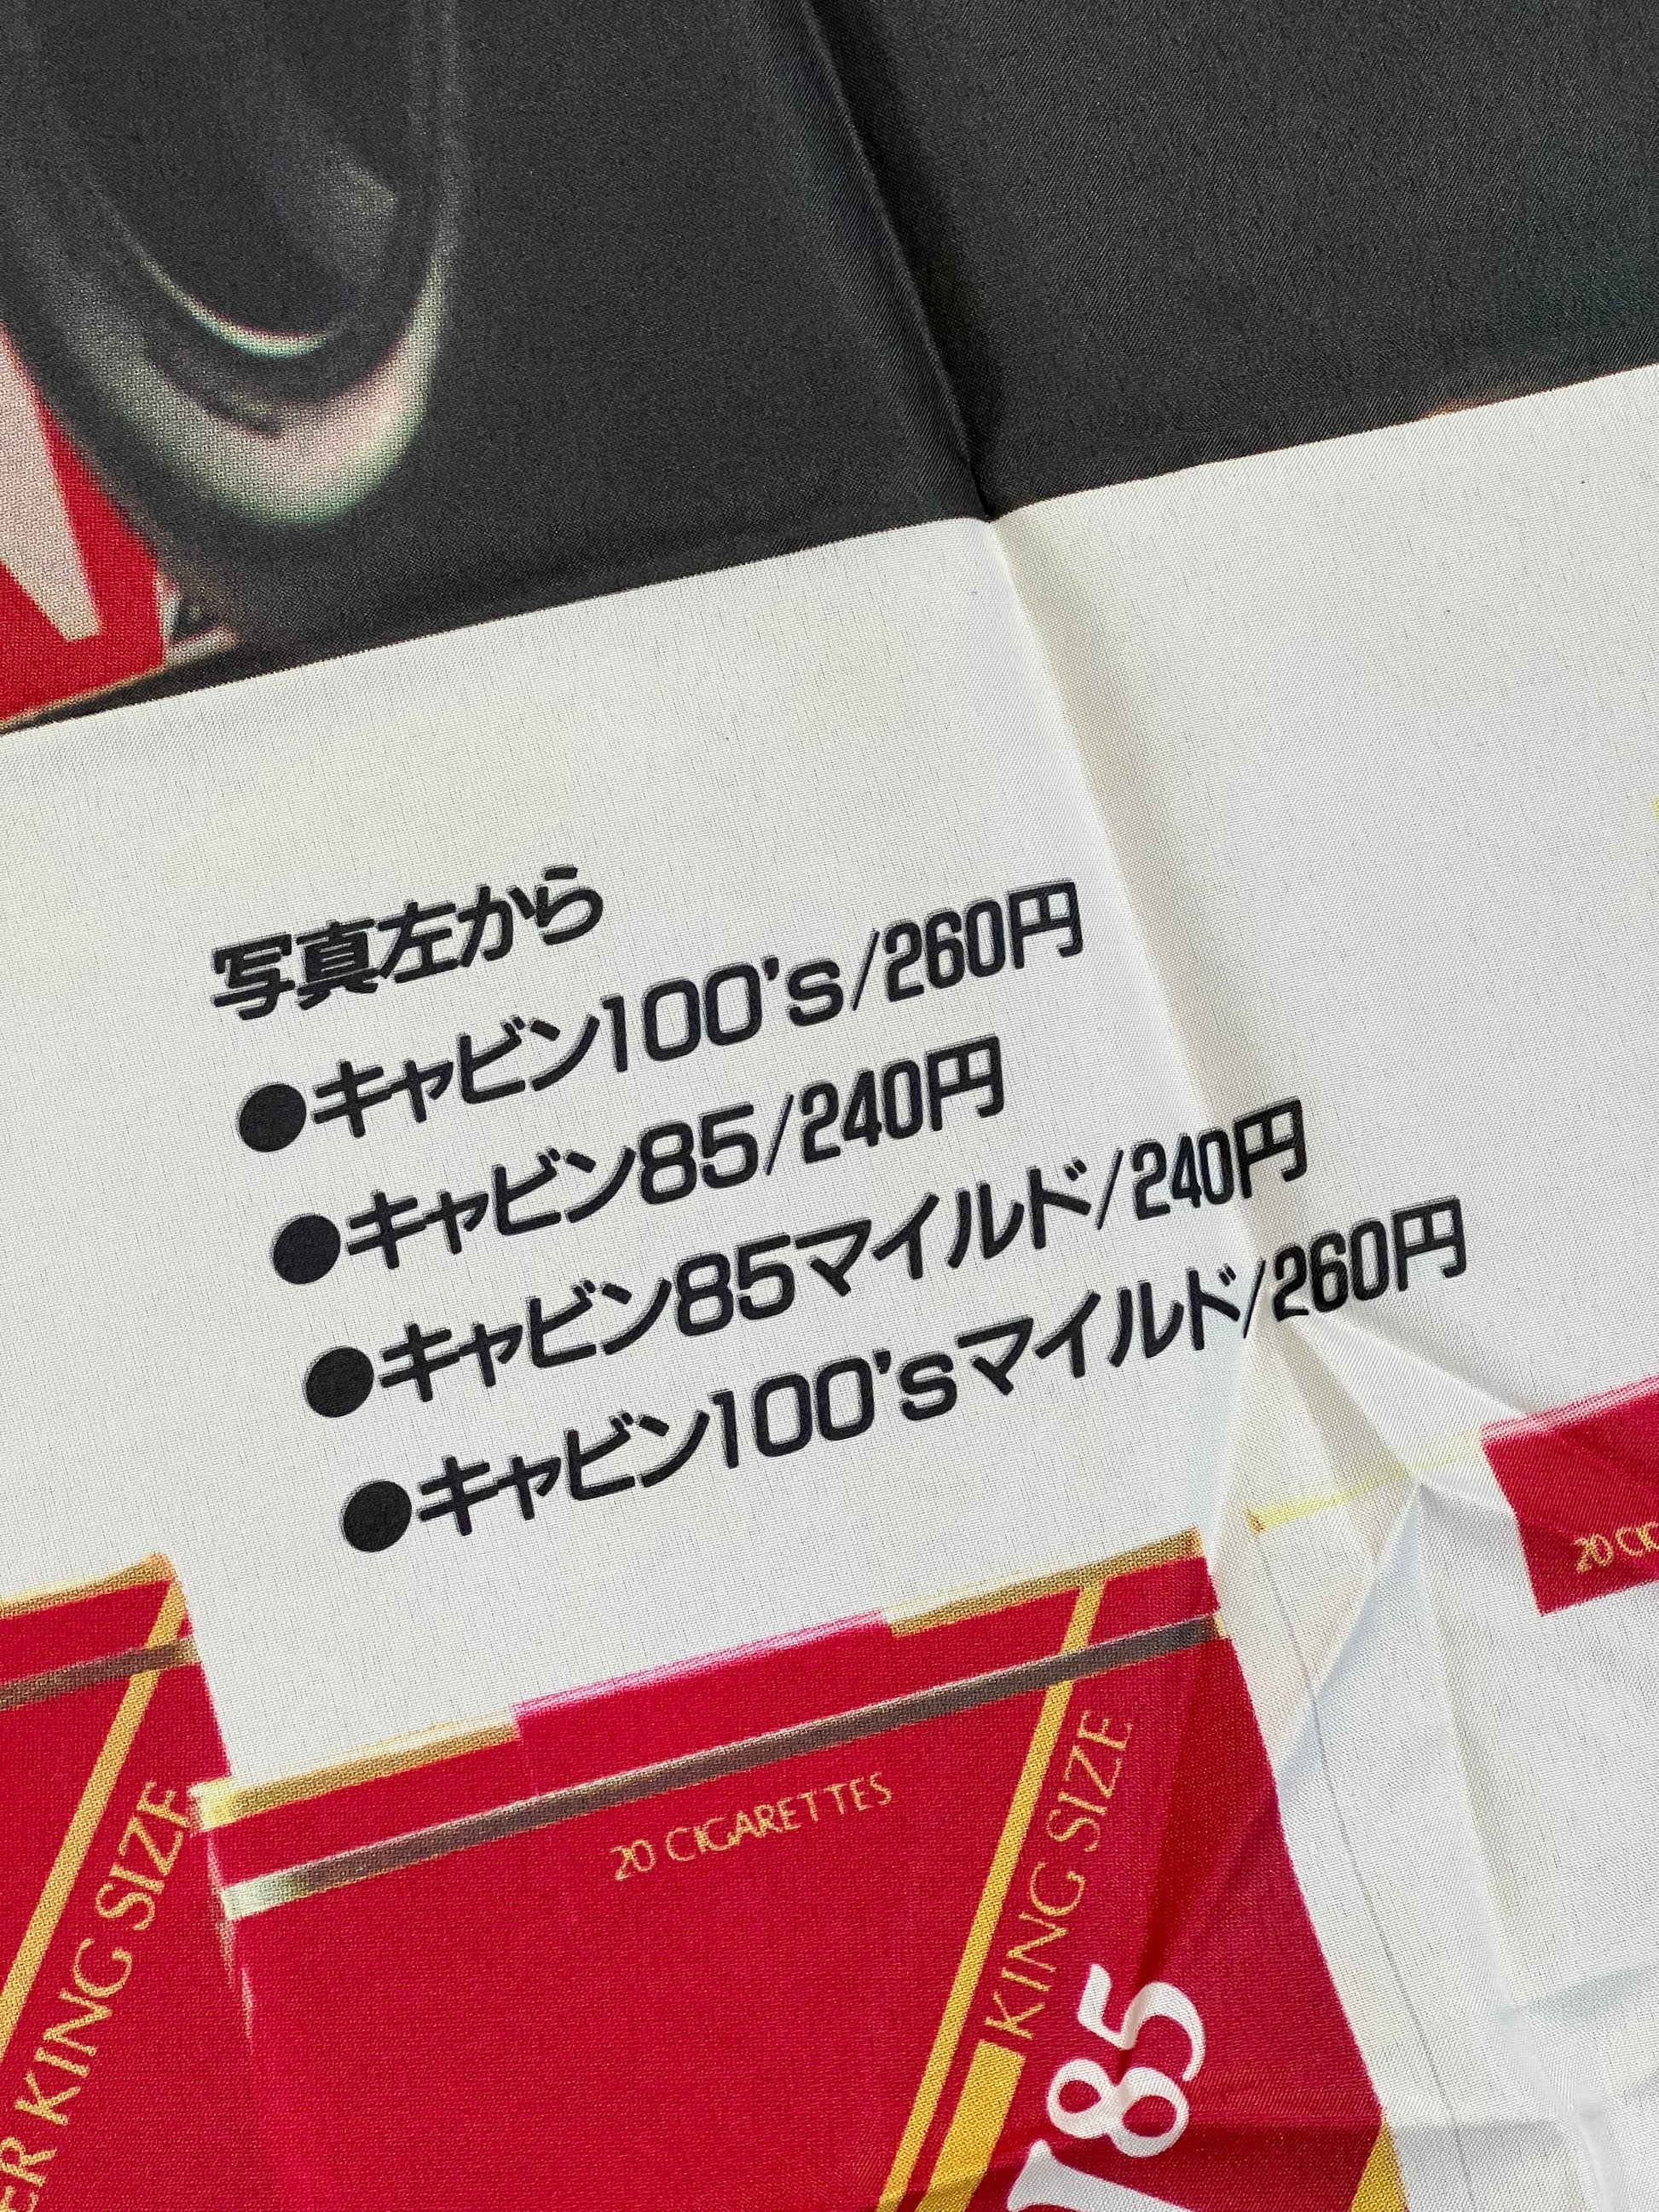 写真左から
●キャビン100's/260円
●キャビン85/240円
●キャビン85マイルド/240円
●キャビン100'sマイルド/260円
20 CIGARETTES
KING SIZE
85
KING SIZE
20